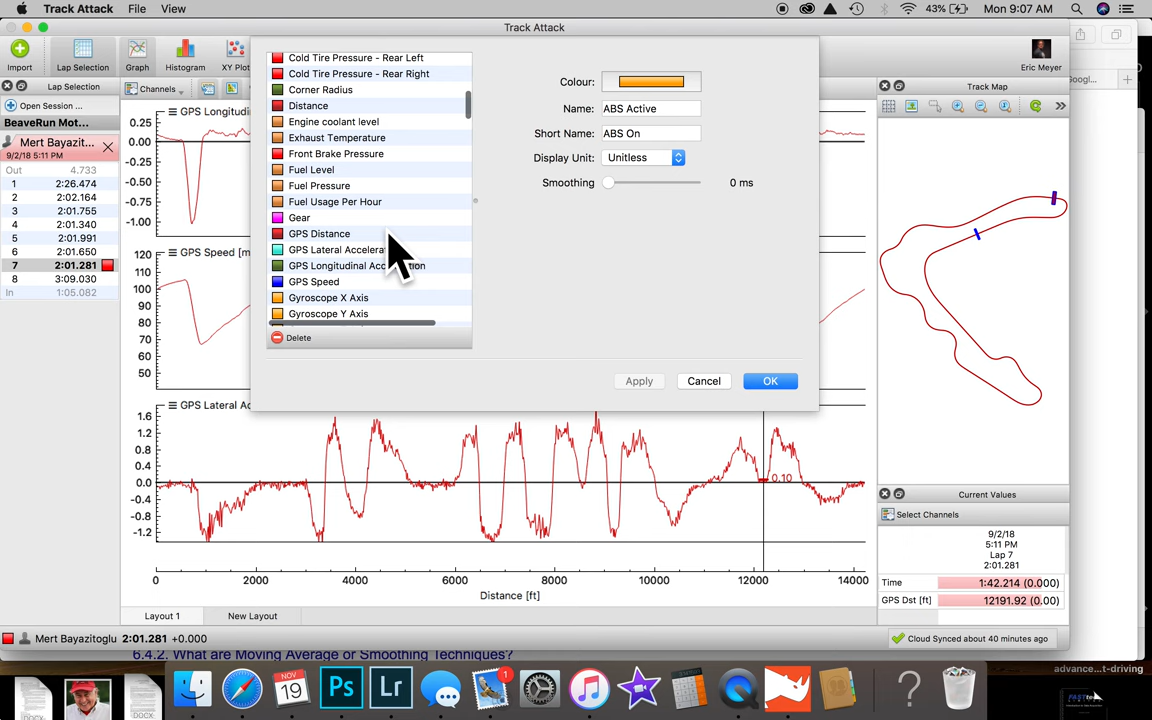 Track Attack File View 43% Mon 9:07 AM
Track Attack
Import Lap Selection Graph Histogram XY Plot
Eric Meyer
Lap Selection
Open Session ...
BeaveRun Mot...
Mert Bayazit...
9/2/18 5:11 PM
Out 4.733
1 2:26.474
2 2:02.164
3 2:01.755
4 2:01.340
5 2:01.991
6 2:01.650
7 2:01.281
8 3:09.030
In 1:05.082
Channels
GPS Longitudin
0.25
0.00
-0.25
-0.50
-0.75
-1.00
GPS Speed [m
120
110
100
90
80
70
60
50
GPS Lateral Ac
1.6
1.2
0.8
0.4
0.0
-0.4
-0.8
-1.2
0.10
0 2000 4000 6000 8000 10000 12000 14000
Distance [ft]
Layout 1 New Layout
Cold Tire Pressure - Rear Left
Cold Tire Pressure - Rear Right
Corner Radius
Distance
Engine coolant level
Exhaust Temperature
Front Brake Pressure
Fuel Level
Fuel Pressure
Fuel Usage Per Hour
Gear
GPS Distance
GPS Lateral Accelera
GPS Longitudinal Acc tion
GPS Speed
Gyroscope X Axis
Gyroscope Y Axis
Delete
Colour:
Name: ABS Active
Short Name: ABS On
Display Unit: Unitless
Smoothing 0 ms
Apply Cancel OK
Track Map
Googl...
Current Values
Select Channels
9/2/18
5:11 PM
Lap 7
2:01.281
Time 1:42.214 (0.000)
GPS Dst [ft] 12191.92 (0.00)
Mert Bayazitoglu 2:01.281 +0.000
Cloud Synced about 40 minutes ago
6.4.2. What are Moving Average or Smoothing Techniques?
advance...t-driving
NOV
19
Ps
Lr
1
DOCX